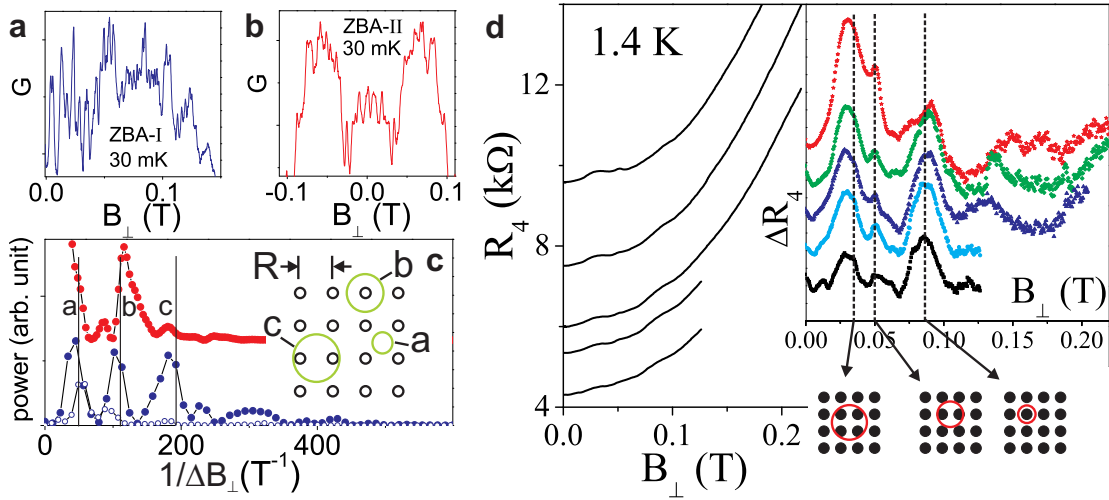 a
G
ZBA-I
30 mK
0.0
0.1
B⊥ (T)
b
G
ZBA-II
30 mK
-0.1
0.0
0.1
B⊥ (T)
c
power (arb. unit)
a
b
c
R
b
c
a
0
200
400
1/ΔB⊥(T⁻¹)
d
1.4 K
R₄ (kΩ)
12
8
4
0.0
0.1
0.2
B⊥ (T)
ΔR₄
B⊥ (T)
0.00
0.05
0.10
0.15
0.20